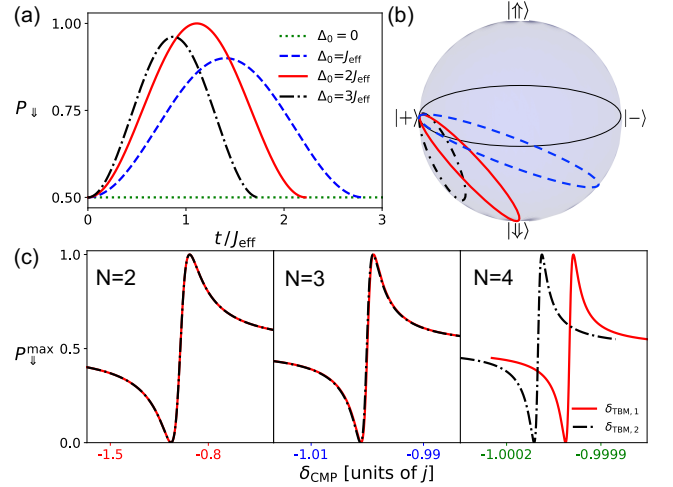 (a)
1.00
0.75
0.50
P⇓
Δ₀ = 0
Δ₀=J_eff
Δ₀=2J_eff
Δ₀=3J_eff
0 1 2 3
t/J_eff
(b)
|⇑⟩
|+⟩
|−⟩
|⇓⟩
(c)
1.0
0.5
0.0
P⇓^max
N=2
N=3
N=4
δ_TBM, 1
δ_TBM, 2
-1.5 -0.8 -1.01 -0.99 -1.0002 -0.9999
δ_CMP [units of j]